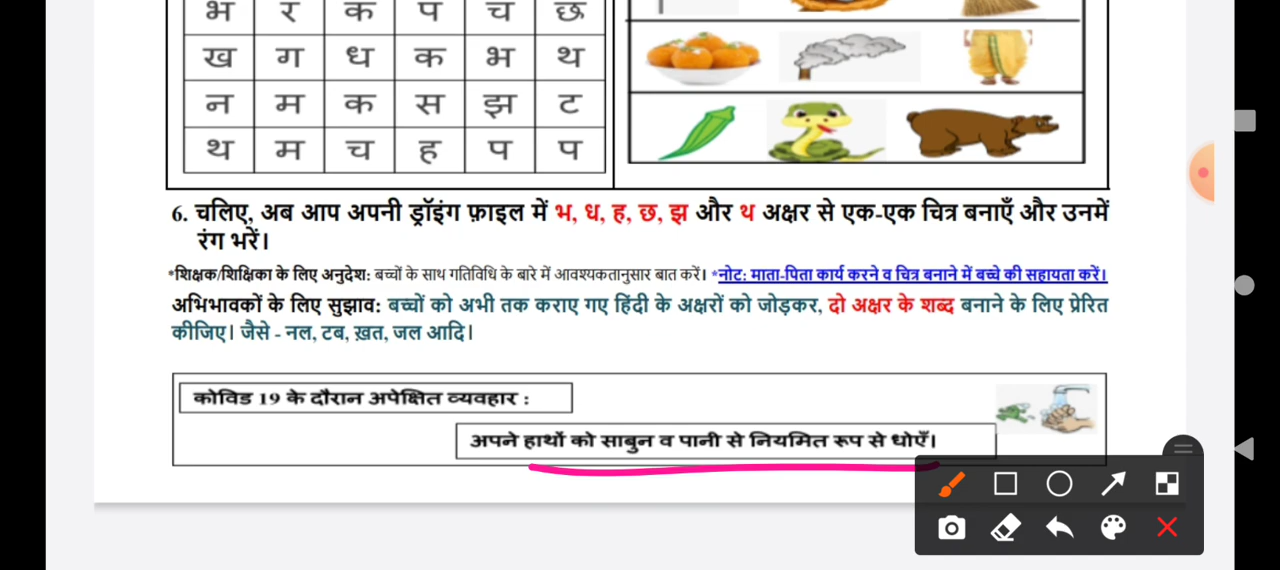 भ र क प च छ
ख ग ध क भ थ
न म क स झ ट
थ म च ह प प
6. चलिए, अब आप अपनी ड्रॉइंग फ़ाइल में भ, ध, ह, छ, झ और थ अक्षर से एक-एक चित्र बनाएँ और उनमें
रंग भरें।
*शिक्षक/शिक्षिका के लिए अनुदेश: बच्चों के साथ गतिविधि के बारे में आवश्यकतानुसार बात करें। *नोट: माता-पिता कार्य करने व चित्र बनाने में बच्चे की सहायता करें।
अभिभावकों के लिए सुझाव: बच्चों को अभी तक कराए गए हिंदी के अक्षरों को जोड़कर, दो अक्षर के शब्द बनाने के लिए प्रेरित
कीजिए। जैसे - नल, टब, ख़त, जल आदि।
कोविड 19 के दौरान अपेक्षित व्यवहार :
अपने हाथों को साबुन व पानी से नियमित रूप से धोएँ।